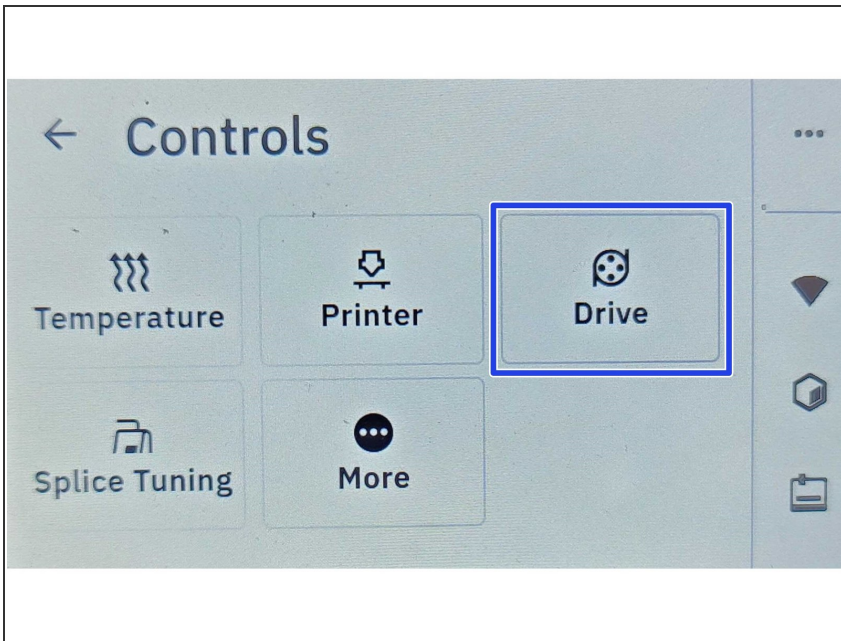 Controls
Temperature
Printer
Drive
Splice Tuning
More